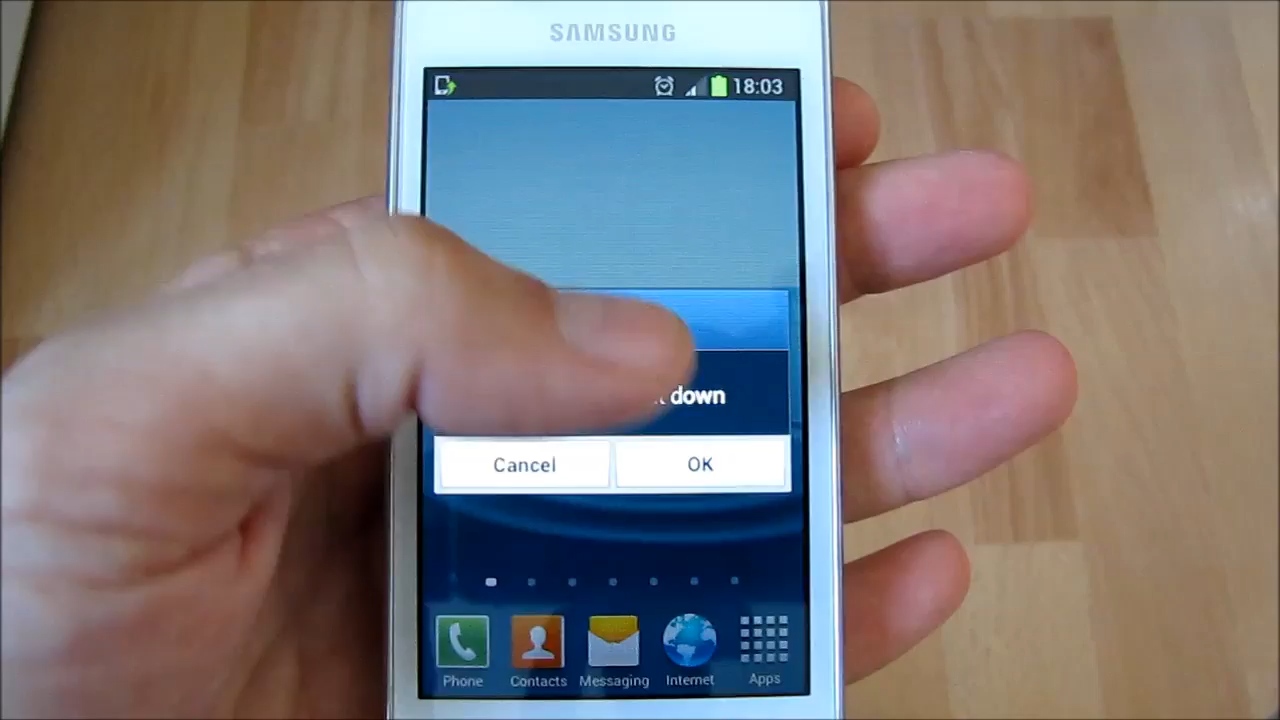 SAMSUNG
18:03
down
Cancel OK
Phone Contacts Messaging Internet Apps